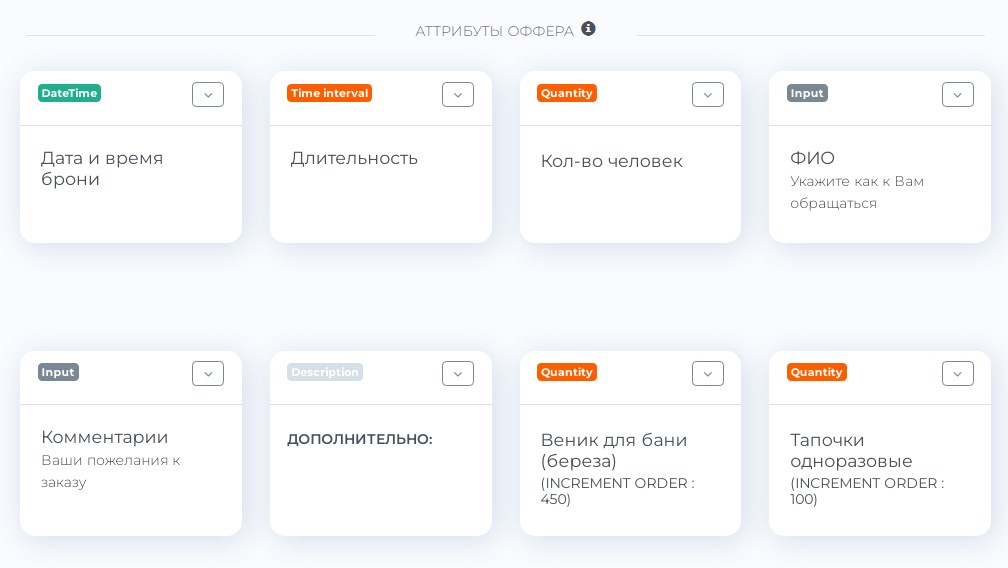 АТТРИБУТЫ ОФФЕРА
DateTime
Дата и время
брони
Time interval
Длительность
Quantity
Кол-во человек
Input
ФИО
Укажите как к Вам
обращаться
Input
Комментарии
Ваши пожелания к
заказу
Description
ДОПОЛНИТЕЛЬНО:
Quantity
Веник для бани
(береза)
(INCREMENT ORDER :
450)
Quantity
Тапочки
одноразовые
(INCREMENT ORDER :
100)